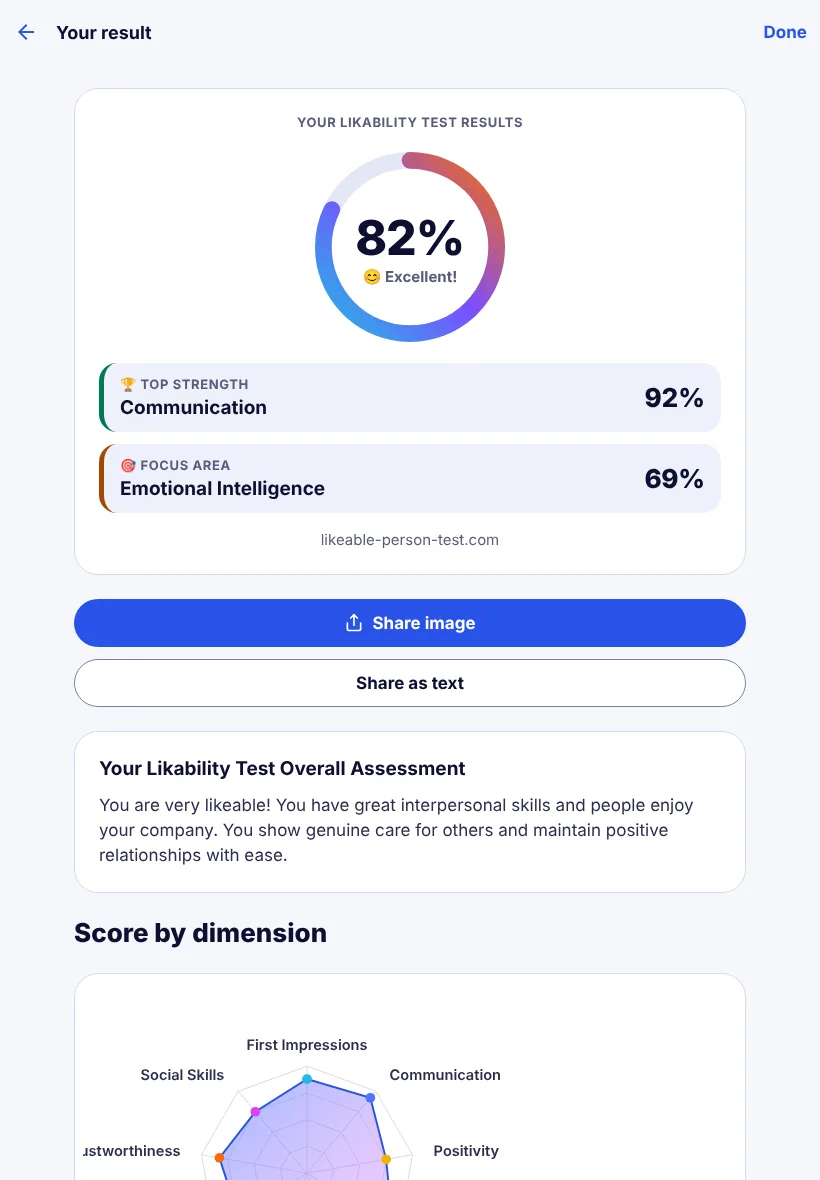 Your result
Done
YOUR LIKABILITY TEST RESULTS
82%
😊 Excellent!
🏆 TOP STRENGTH
Communication
92%
🎯 FOCUS AREA
Emotional Intelligence
69%
likeable-person-test.com
Share image
Share as text
Your Likability Test Overall Assessment
You are very likeable! You have great interpersonal skills and people enjoy
your company. You show genuine care for others and maintain positive
relationships with ease.
Score by dimension
First Impressions
Social Skills
Communication
ustworthiness
Positivity